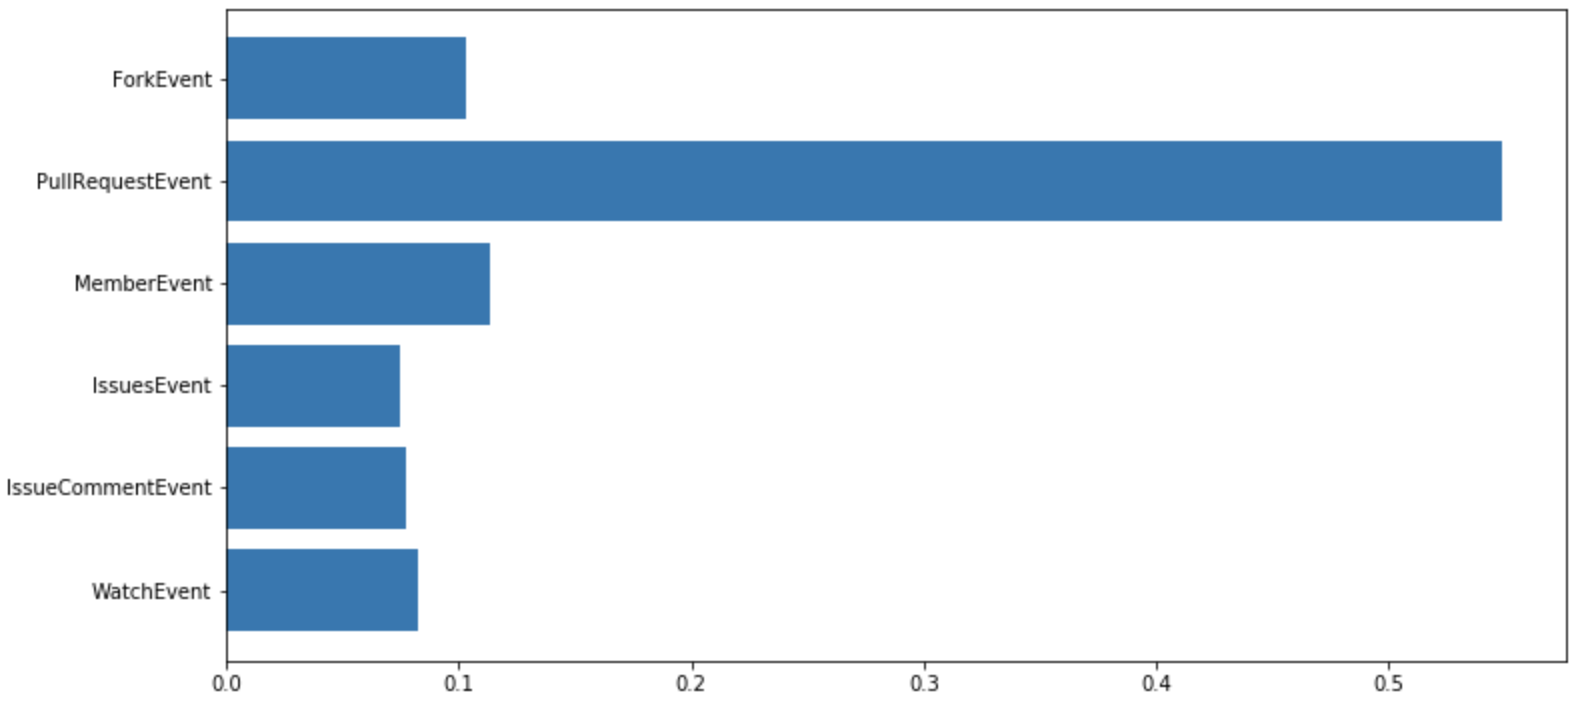 ForkEvent
PullRequestEvent
MemberEvent
IssuesEvent
IssueCommentEvent
WatchEvent
0.0 0.1 0.2 0.3 0.4 0.5